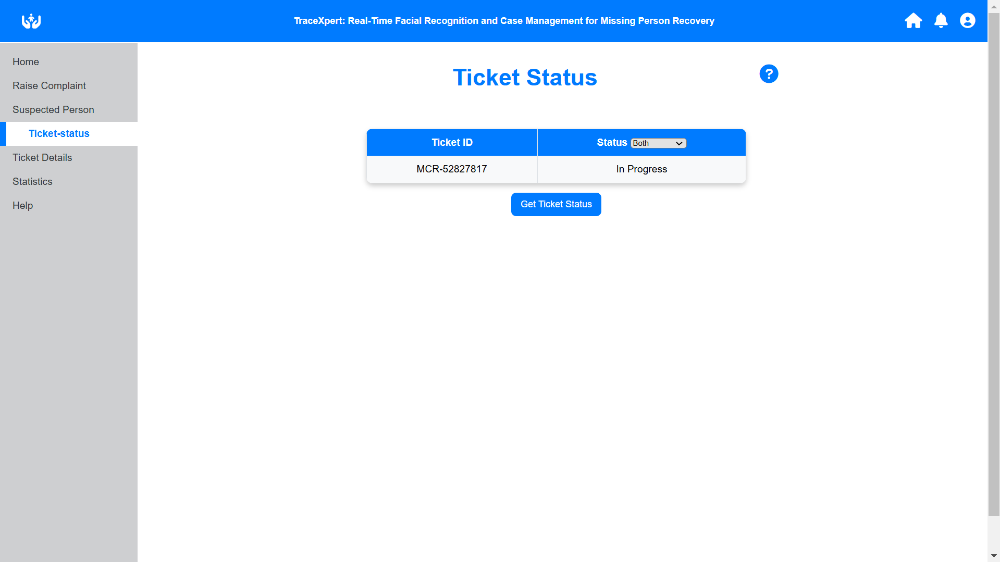 TraceXpert: Real-Time Facial Recognition and Case Management for Missing Person Recovery
Home
Raise Complaint
Suspected Person
Ticket-status
Ticket Details
Statistics
Help
Ticket Status
?
Ticket ID
Status Both
MCR-52827817
In Progress
Get Ticket Status